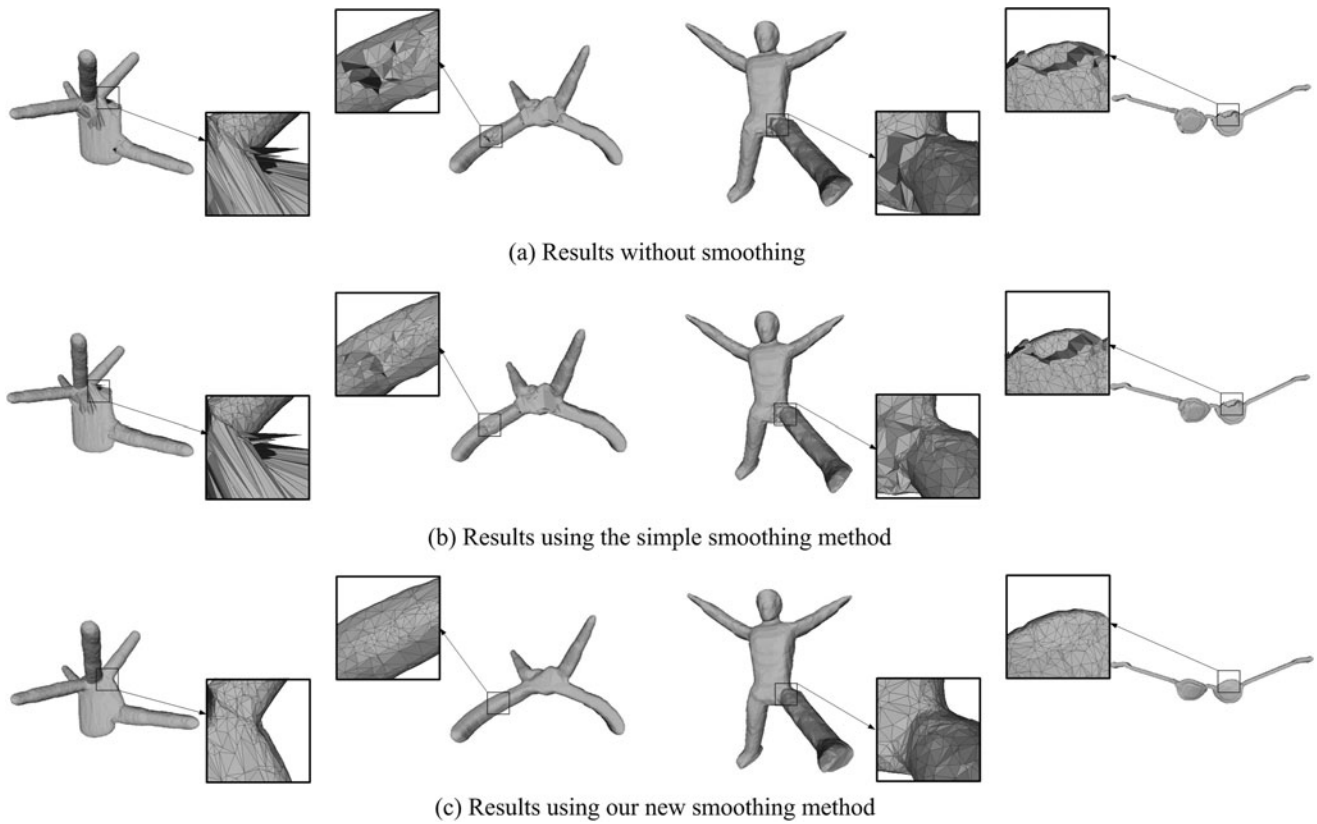 (a) Results without smoothing
(b) Results using the simple smoothing method
(c) Results using our new smoothing method